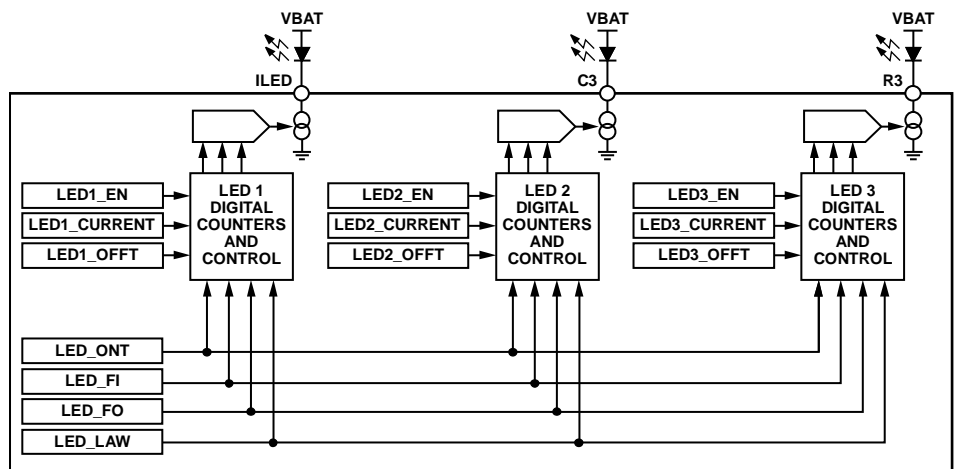 VBAT
VBAT
VBAT
ILED
C3
R3
LED1_EN
LED1_CURRENT
LED1_OFFT
LED 1
DIGITAL
COUNTERS
AND
CONTROL
LED2_EN
LED2_CURRENT
LED2_OFFT
LED 2
DIGITAL
COUNTERS
AND
CONTROL
LED3_EN
LED3_CURRENT
LED3_OFFT
LED 3
DIGITAL
COUNTERS
AND
CONTROL
LED_ONT
LED_FI
LED_FO
LED_LAW